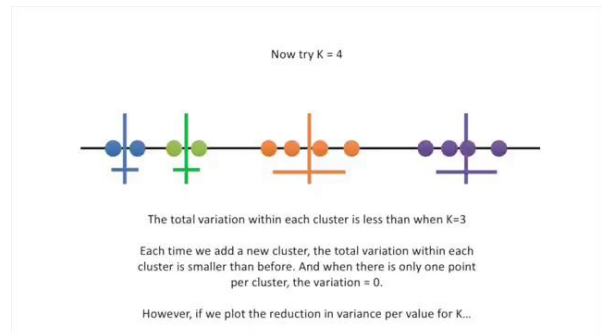 Now try K = 4
The total variation within each cluster is less than when K=3
Each time we add a new cluster, the total variation within each
cluster is smaller than before. And when there is only one point
per cluster, the variation = 0.
However, if we plot the reduction in variance per value for K...